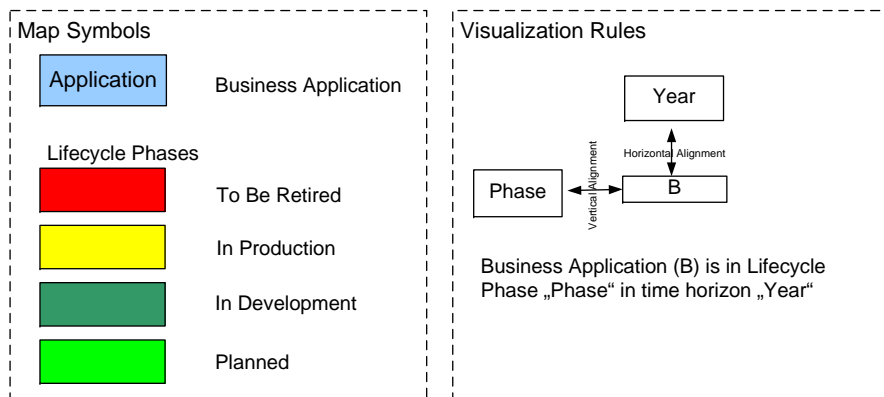 Map Symbols
Application
Business Application
Lifecycle Phases
To Be Retired
In Production
In Development
Planned
Visualization Rules
Year
Horizontal Alignment
Phase
Vertical Alignment
B
Business Application (B) is in Lifecycle
Phase „Phase“ in time horizon „Year“